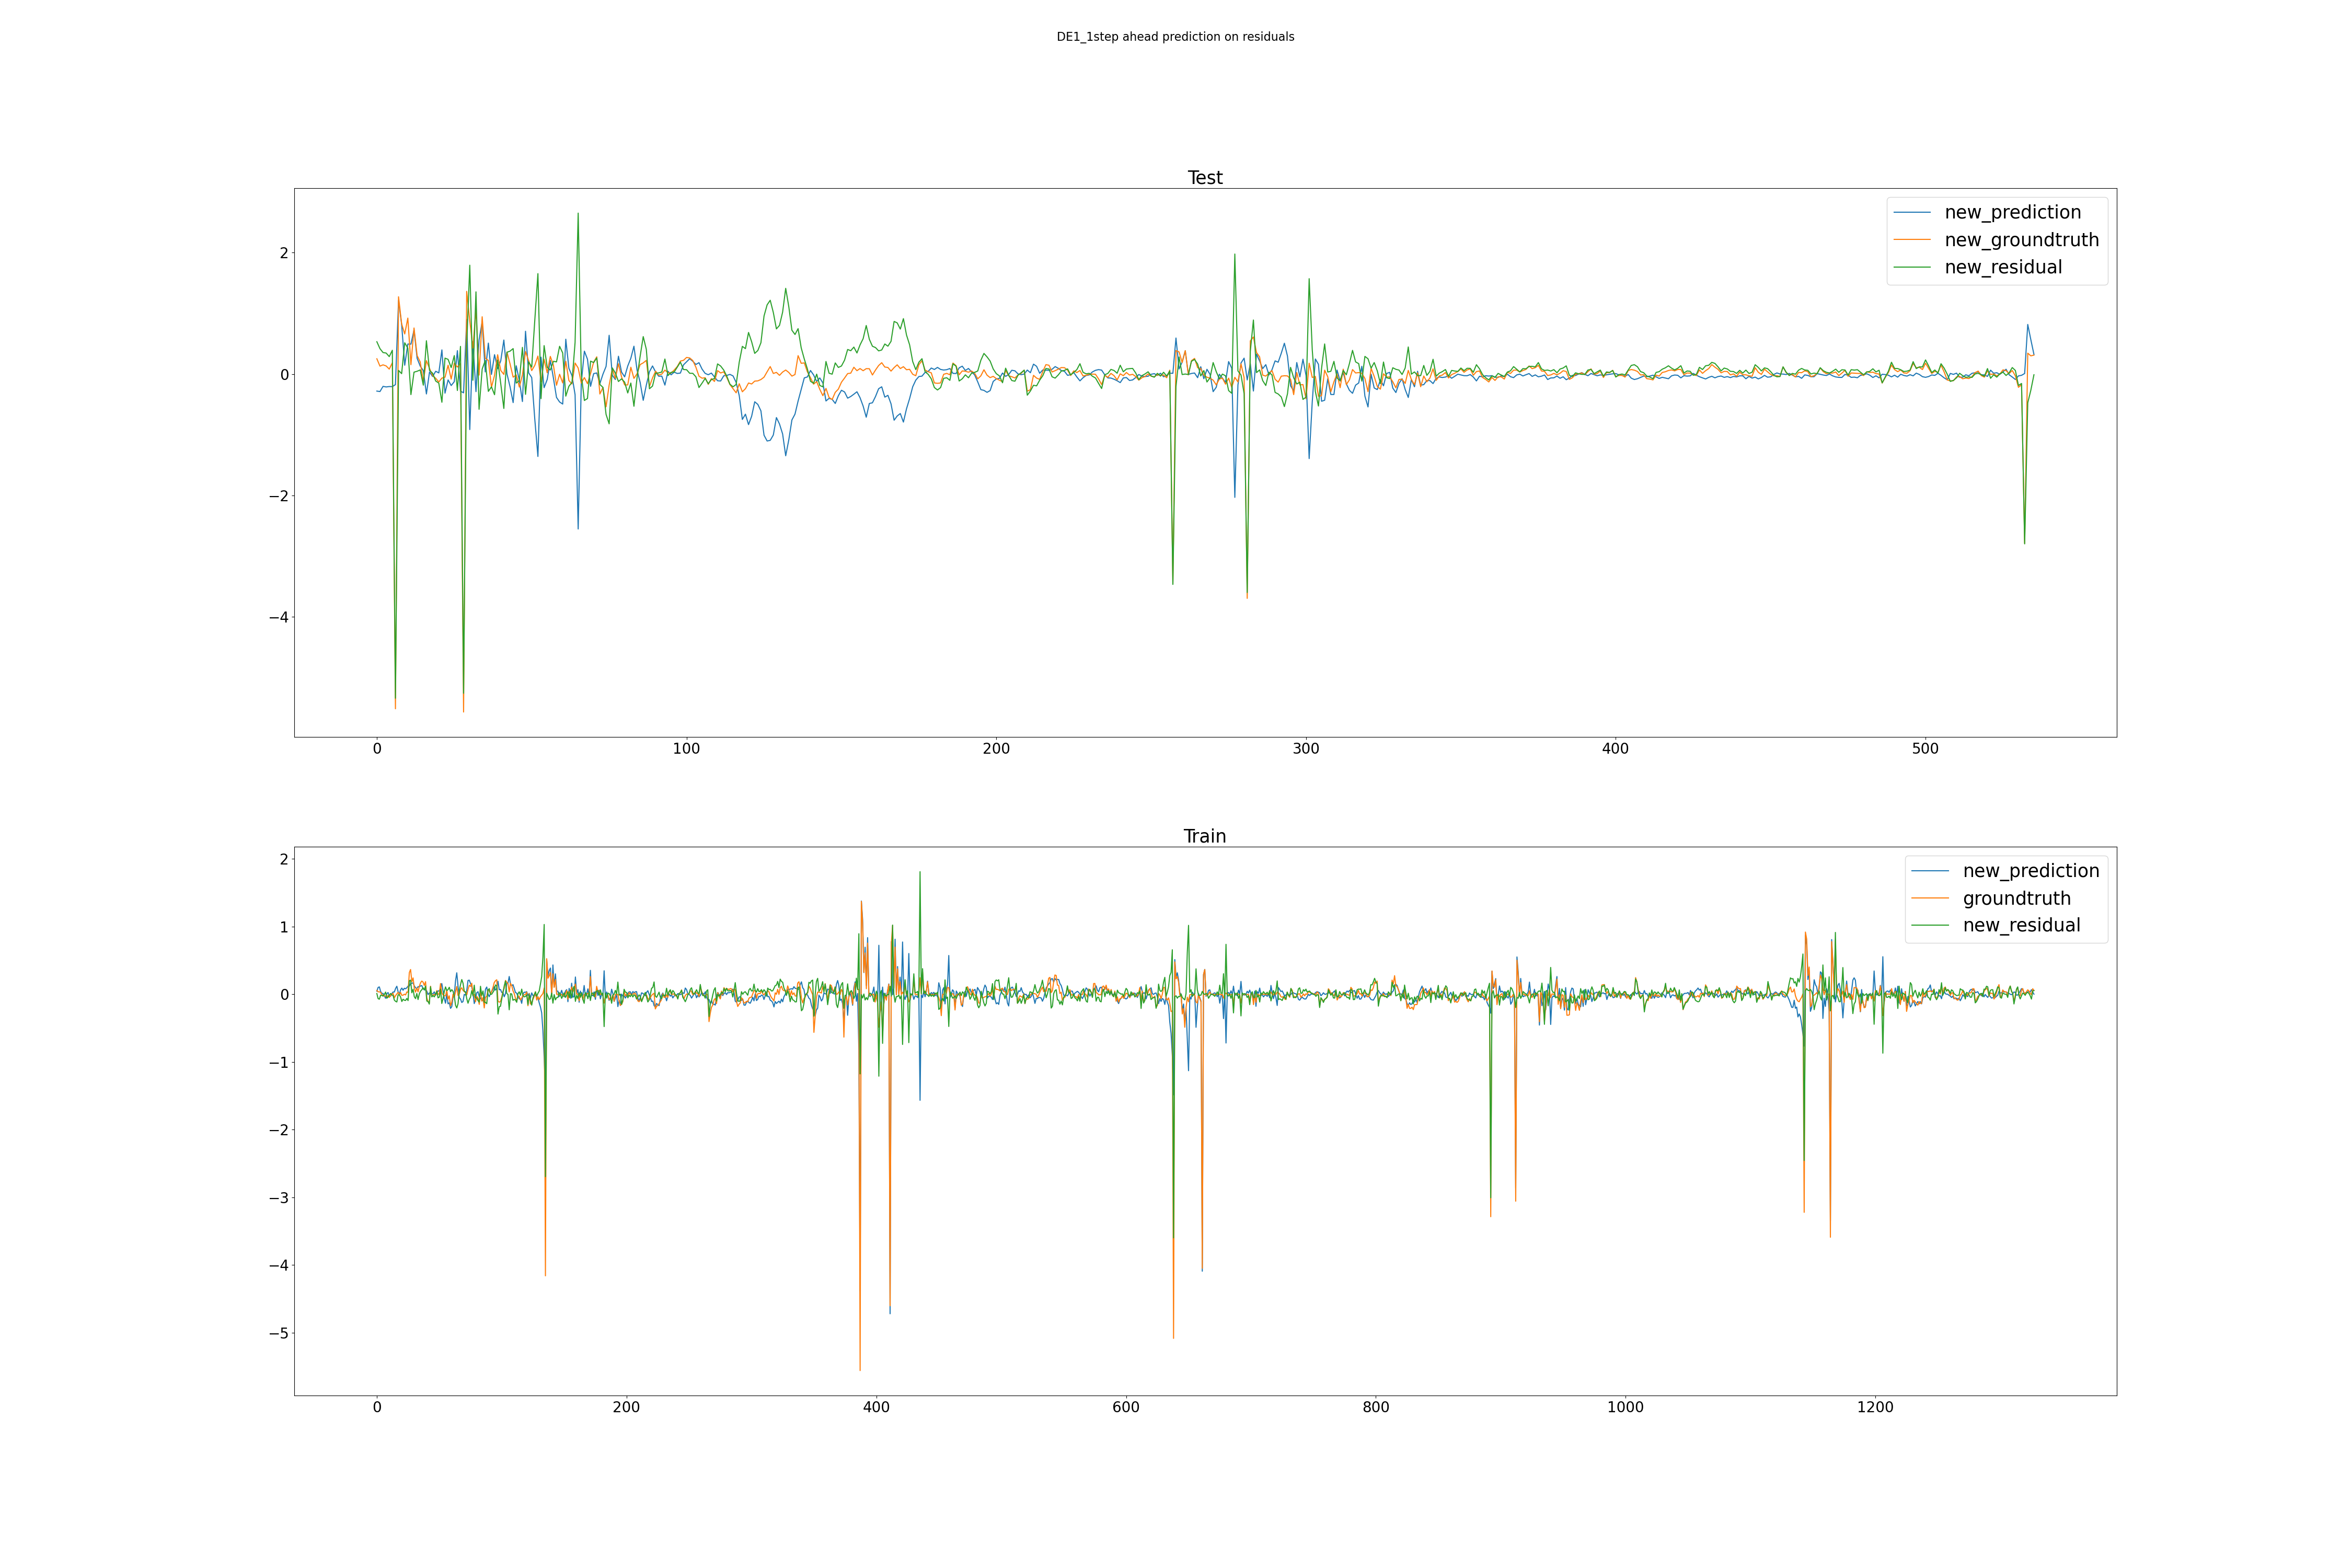 DE1_1step ahead prediction on residuals
Test
new_prediction
new_groundtruth
new_residual
2
0
−2
−4
0 100 200 300 400 500
Train
new_prediction
groundtruth
new_residual
2
1
0
−1
−2
−3
−4
−5
0 200 400 600 800 1000 1200